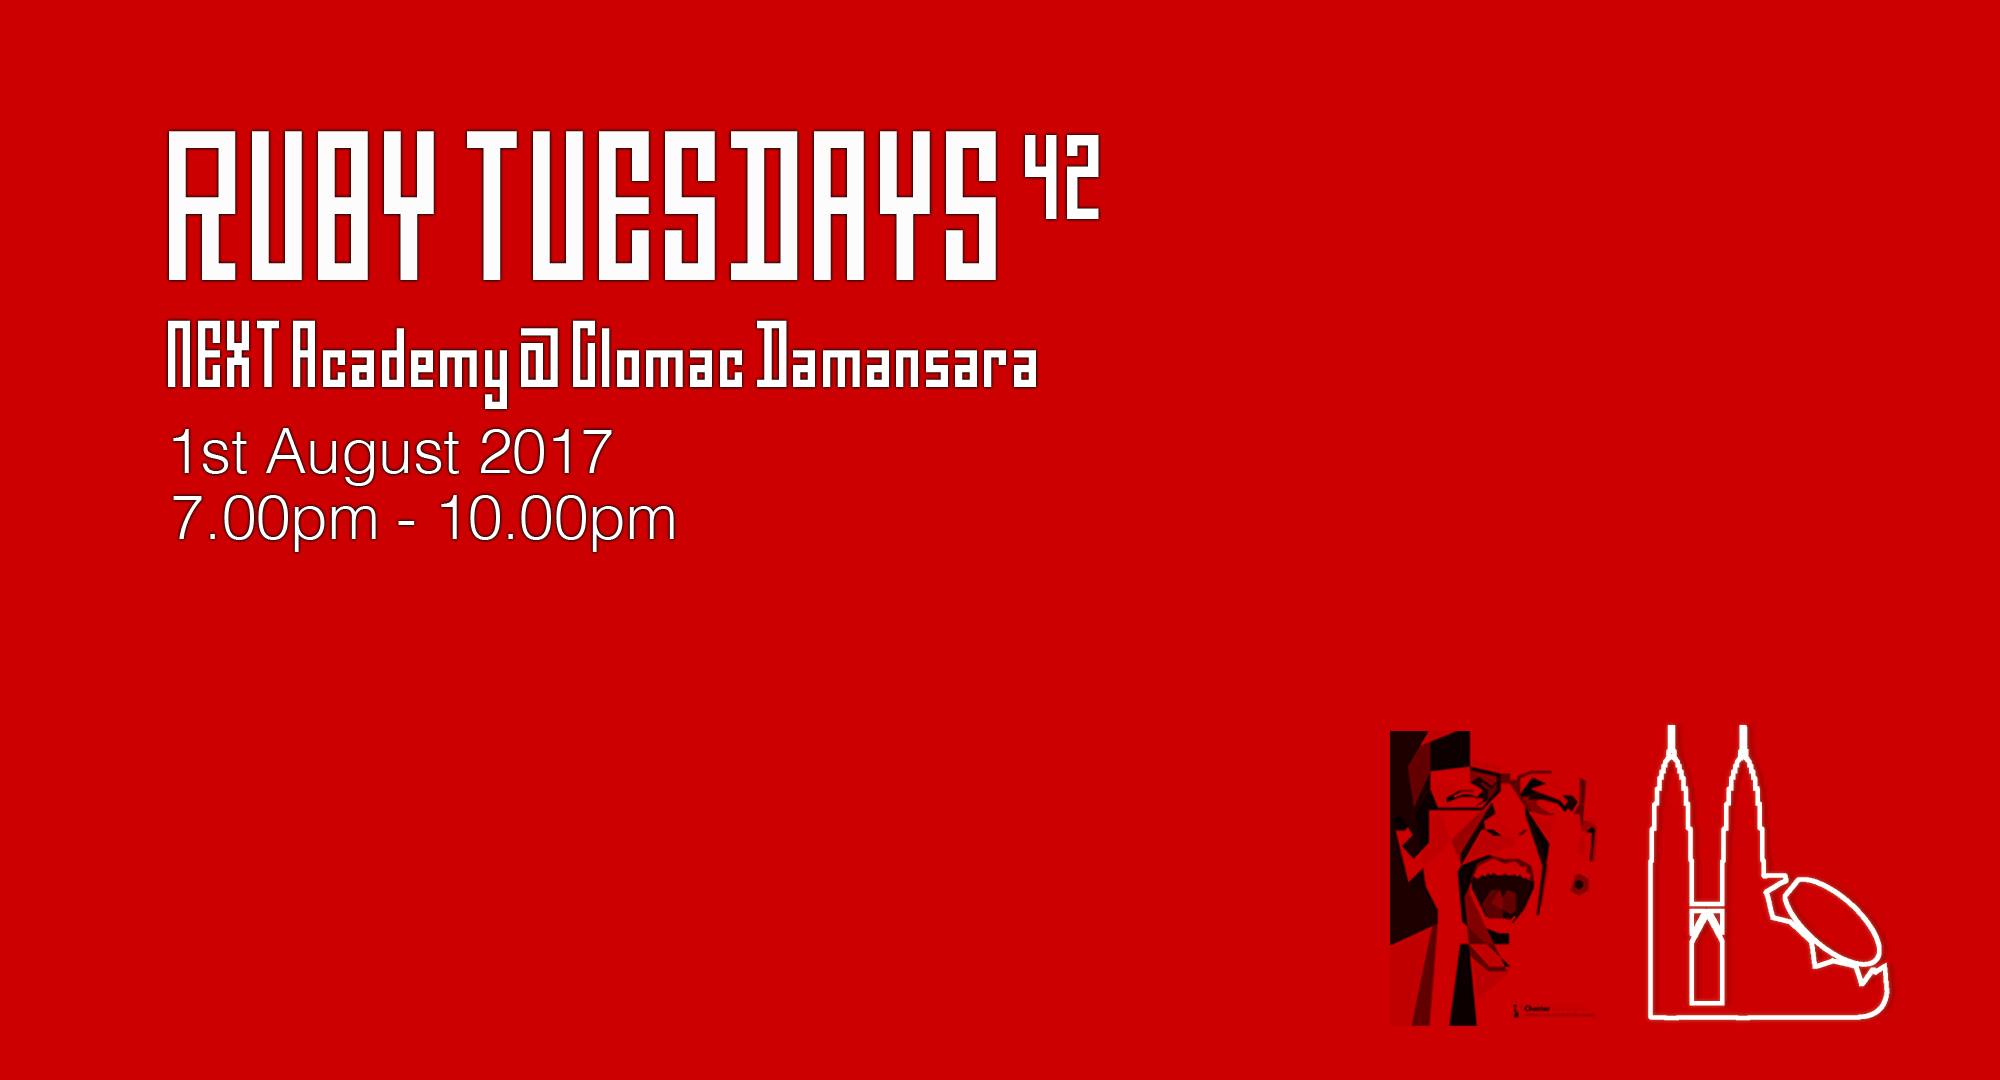 RUBY TUESDAYS 42
NEXT Academy @ Glomac Damansara
1st August 2017
7.00pm - 10.00pm